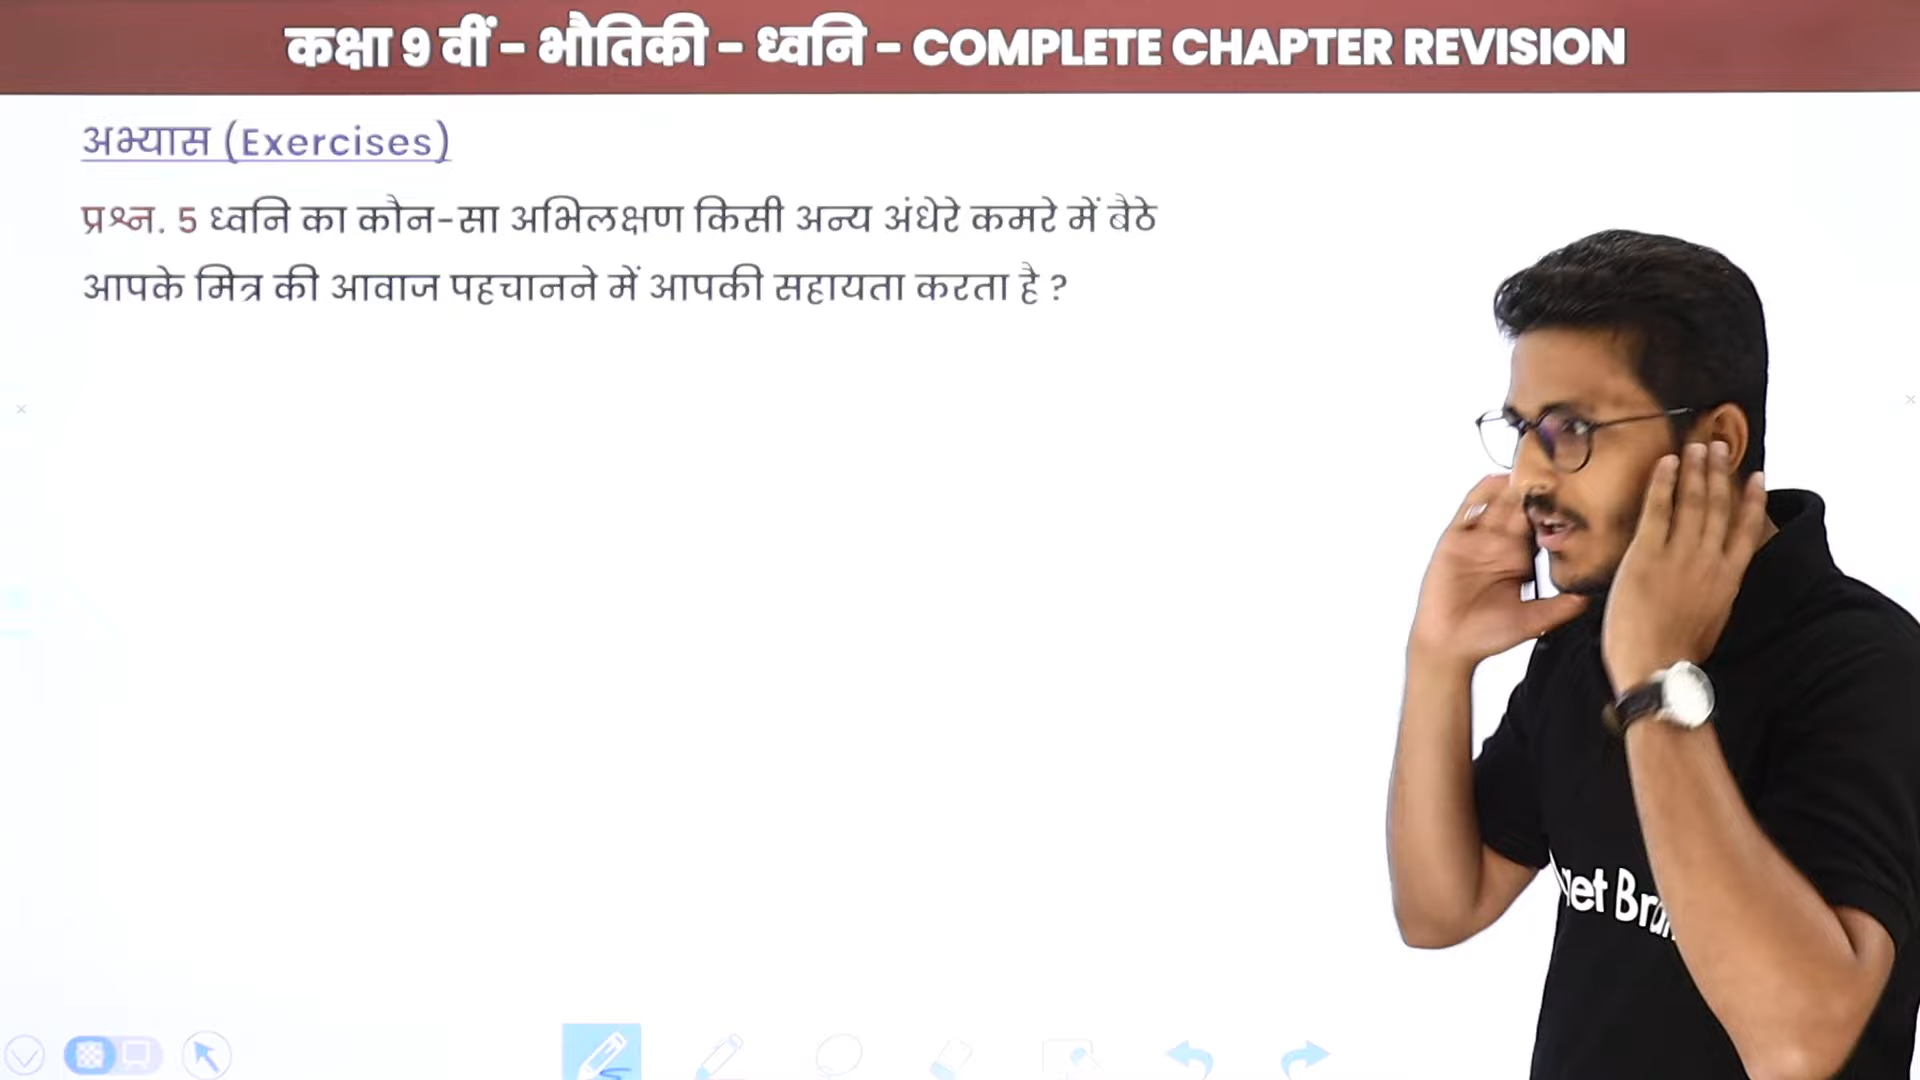 कक्षा 9 वीं - भौतिकी - ध्वनि - COMPLETE CHAPTER REVISION
अभ्यास (Exercises)
प्रश्न. 5 ध्वनि का कौन-सा अभिलक्षण किसी अन्य अंधेरे कमरे में बैठे
आपके मित्र की आवाज पहचानने में आपकी सहायता करता है ?